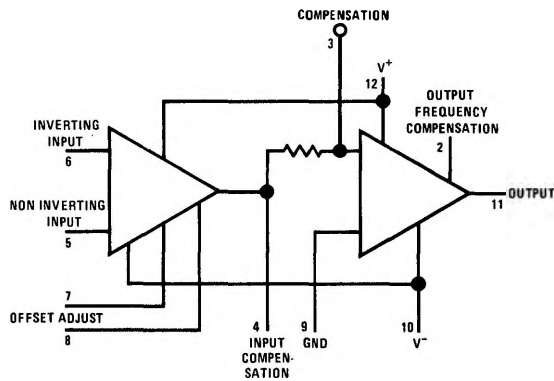 COMPENSATION
3
V+
12
OUTPUT
FREQUENCY
COMPENSATION
2
INVERTING
INPUT
6
NON INVERTING
INPUT
5
OUTPUT
11
7
OFFSET ADJUST
8
4
INPUT
COMPEN-
SATION
9
GND
10
V-